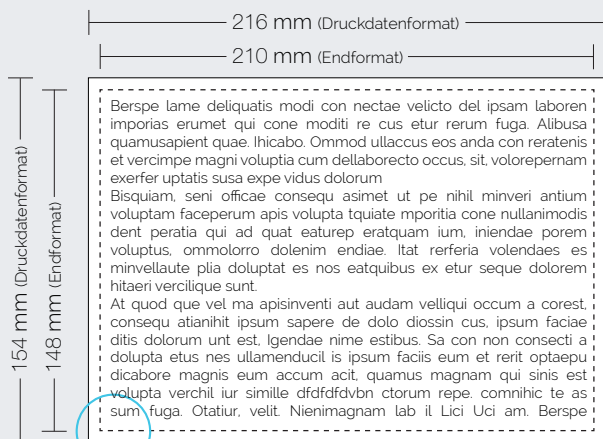 216 mm (Druckdatenformat)
210 mm (Endformat)
154 mm (Druckdatenformat)
148 mm (Endformat)
Berspe lame deliquatis modi con nectae velicto del ipsam laborem
imporias erumet qui cone moditi re cus etur rerum fuga. Alibusa
quamusapient quae. Ihicabo. Ommod ullaccus eos anda con reratenis
et vercimpe magni voluptia cum dellaborecto occus, sit, volorepernam
exerfer uptatis susa expe vidus dolorum
Bisquiam, seni officae consequ asimet ut pe nihil minveri antium
voluptam faceperum apis volupta tquiate mporitia cone nullanimodis
dent peratia qui ad quat eaturep eratquam ium, iniendae porem
voluptus, ommolorro dolenim endiae. Itat rerferia volendaes es
minvellaute plia doluptat es nos eatquibus ex etur seque dolorem
hitaeri vercilique sunt.
At quod que vel ma apisinventi aut audam velliqui occum a corest,
consequ atianihit ipsum sapere de dolo diossin cus, ipsum faciae
ditis dolorum unt est, Igendae nime estibus. Sa con non consecti a
dolupta etus nes ullamenducil is ipsum faciis eum et rerit optaepu
dicabore magnis eum accum acit, quamus magnam qui sinis est
volupta verchil iur simille dfdfdfdvbn ctorum repe. comnihic te as
sum fuga. Otatiur, velit. Nienimagnam lab il Lici Uci am. Berspe